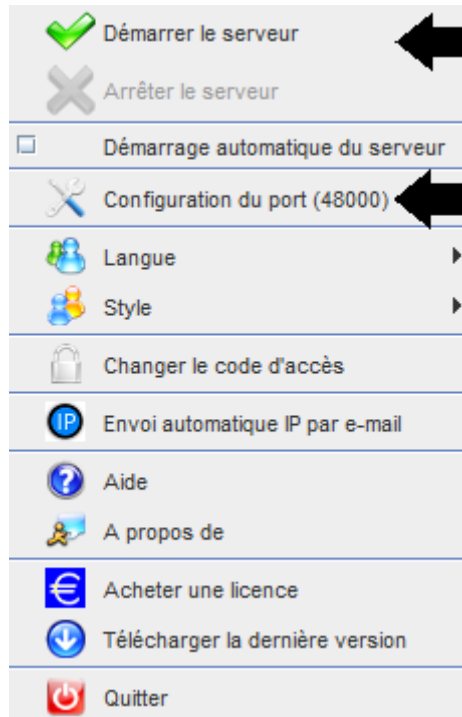 Démarrer le serveur
Arrêter le serveur
Démarrage automatique du serveur
Configuration du port (48000)
Langue
Style
Changer le code d'accès
IP Envoi automatique IP par e-mail
Aide
A propos de
Acheter une licence
Télécharger la dernière version
Quitter